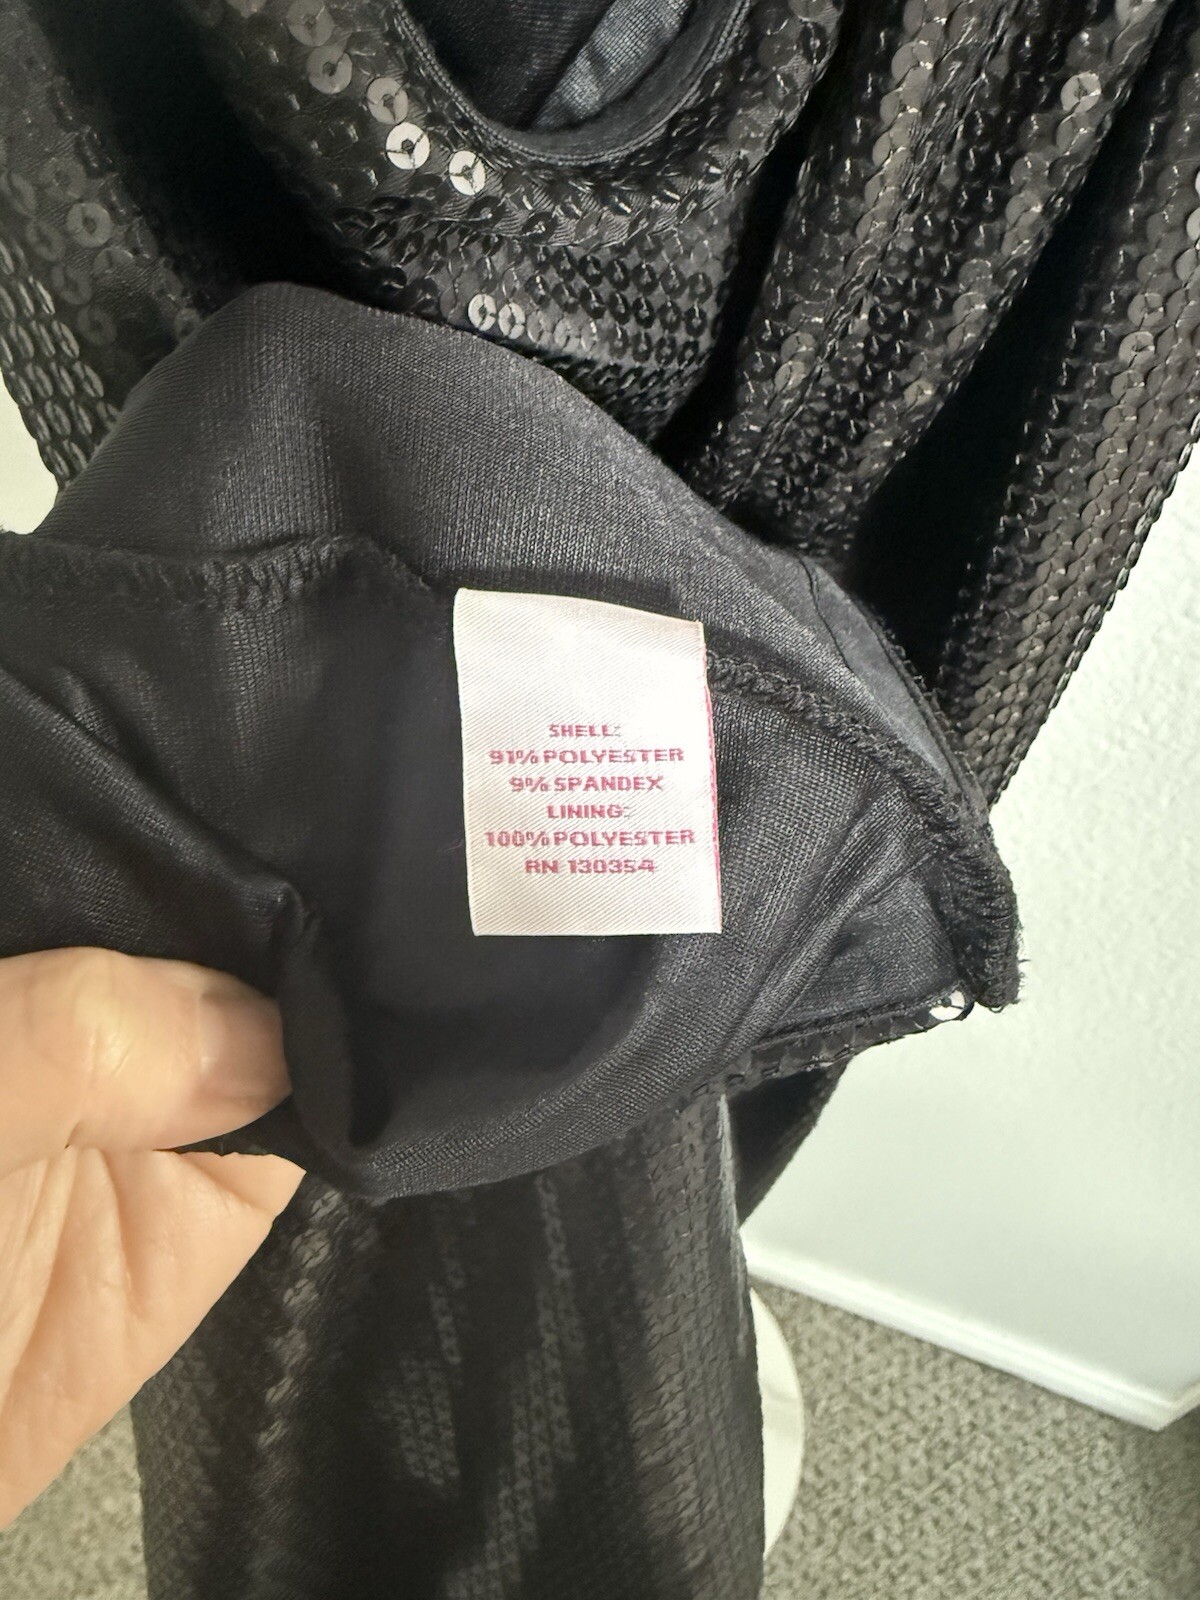 SHELL:
91% POLYESTER
9% SPANDEX
LINING:
100% POLYESTER
RN 130354